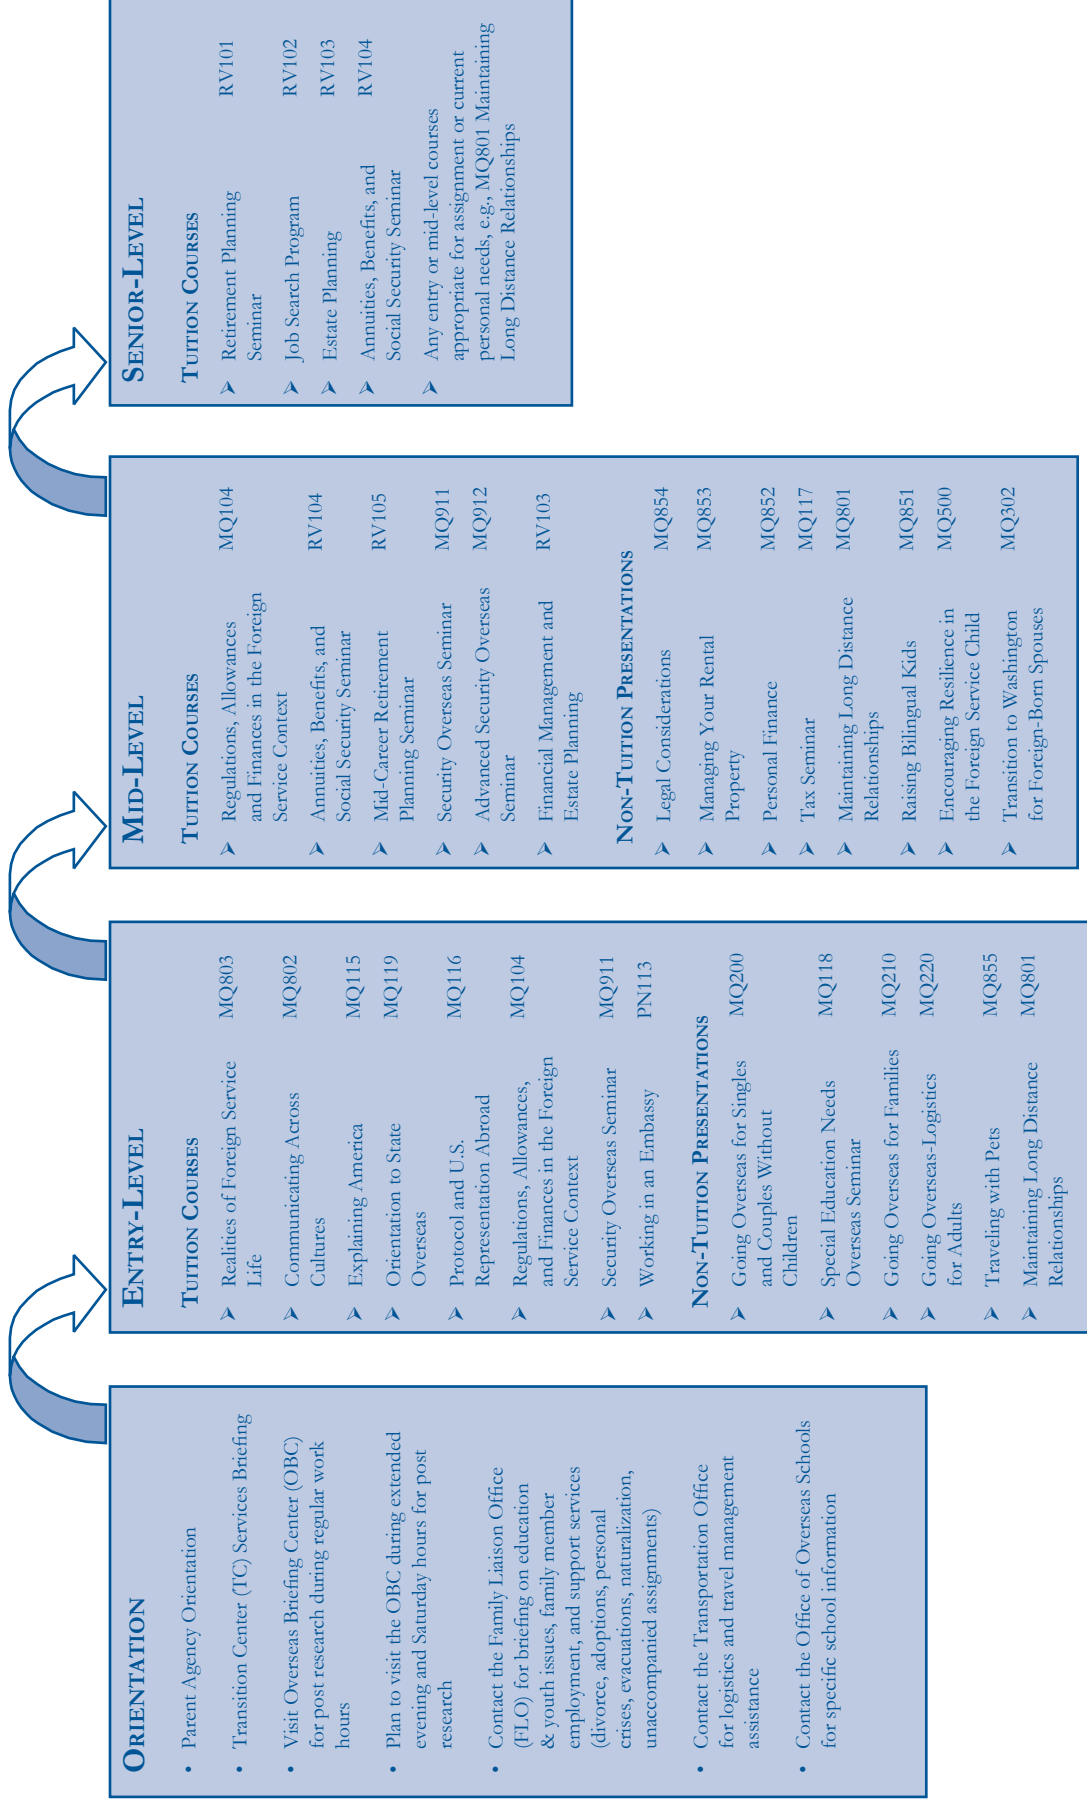 ORIENTATION
• Parent Agency Orientation
• Transition Center (TC) Services Briefing
• Visit Overseas Briefing Center (OBC)
for post research during regular work
hours
• Plan to visit the OBC during extended
evening and Saturday hours for post
research
• Contact the Family Liaison Office
(FLO) for briefing on education
& youth issues, family member
employment, and support services
(divorce, adoptions, personal
crises, evacuations, naturalization,
unaccompanied assignments)
• Contact the Transportation Office
for logistics and travel management
assistance
• Contact the Office of Overseas Schools
for specific school information
ENTRY-LEVEL
TUITION COURSES
➢ Realities of Foreign Service MQ803
Life
➢ Communicating Across MQ802
Cultures
➢ Explaining America MQ115
➢ Orientation to State MQ119
Overseas
➢ Protocol and U.S. MQ116
Representation Abroad
➢ Regulations, Allowances, MQ104
and Finances in the Foreign
Service Context
➢ Security Overseas Seminar MQ911
➢ Working in an Embassy PN113
NON-TUITION PRESENTATIONS
➢ Going Overseas for Singles MQ200
and Couples Without
Children
➢ Special Education Needs MQ118
Overseas Seminar
➢ Going Overseas for Families MQ210
➢ Going Overseas-Logistics MQ220
for Adults
➢ Traveling with Pets MQ855
➢ Maintaining Long Distance MQ801
Relationships
MID-LEVEL
TUITION COURSES
➢ Regulations, Allowances MQ104
and Finances in the Foreign
Service Context
➢ Annuities, Benefits, and RV104
Social Security Seminar
➢ Mid-Career Retirement RV105
Planning Seminar
➢ Security Overseas Seminar MQ911
➢ Advanced Security Overseas MQ912
Seminar
➢ Financial Management and RV103
Estate Planning
NON-TUITION PRESENTATIONS
➢ Legal Considerations MQ854
➢ Managing Your Rental MQ853
Property
➢ Personal Finance MQ852
➢ Tax Seminar MQ117
➢ Maintaining Long Distance MQ801
Relationships
➢ Raising Bilingual Kids MQ851
➢ Encouraging Resilience in MQ500
the Foreign Service Child
➢ Transition to Washington MQ302
for Foreign-Born Spouses
SENIOR-LEVEL
TUITION COURSES
➢ Retirement Planning RV101
Seminar
➢ Job Search Program RV102
➢ Estate Planning RV103
➢ Annuities, Benefits, and RV104
Social Security Seminar
➢ Any entry or mid-level courses
appropriate for assignment or current
personal needs, e.g., MQ801 Maintaining
Long Distance Relationships